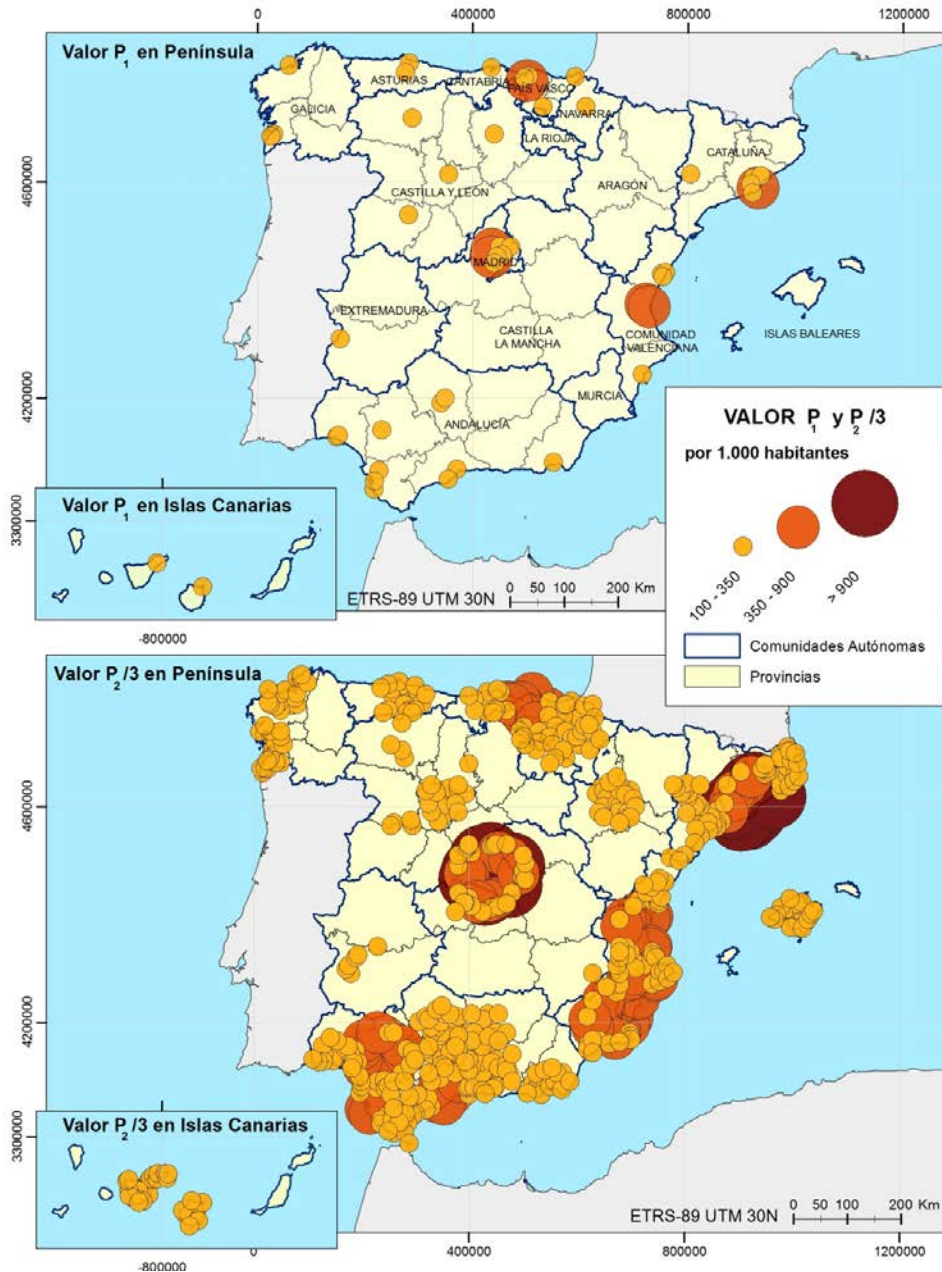 0 400000 800000 1200000
Valor P1 en Península
ASTURIAS
CANTABRIA
PAIS VASCO
GALICIA
NAVARRA
LA RIOJA
CATALUÑA
4600000
CASTILLA Y LEÓN
ARAGÓN
MADRID
EXTREMADURA
CASTILLA
LA MANCHA
COMUNIDAD
VALENCIANA
ISLAS BALEARES
4200000
MURCIA
ANDALUCÍA
VALOR P1 y P2/3
por 1.000 habitantes
100 - 350
350 - 900
> 900
Comunidades Autónomas
Provincias
Valor P1 en Islas Canarias
3300000
ETRS-89 UTM 30N
0 50 100 200 Km
-800000
Valor P2/3 en Península
4600000
4200000
Valor P2/3 en Islas Canarias
3300000
ETRS-89 UTM 30N
0 50 100 200 Km
-800000
0 400000 800000 1200000